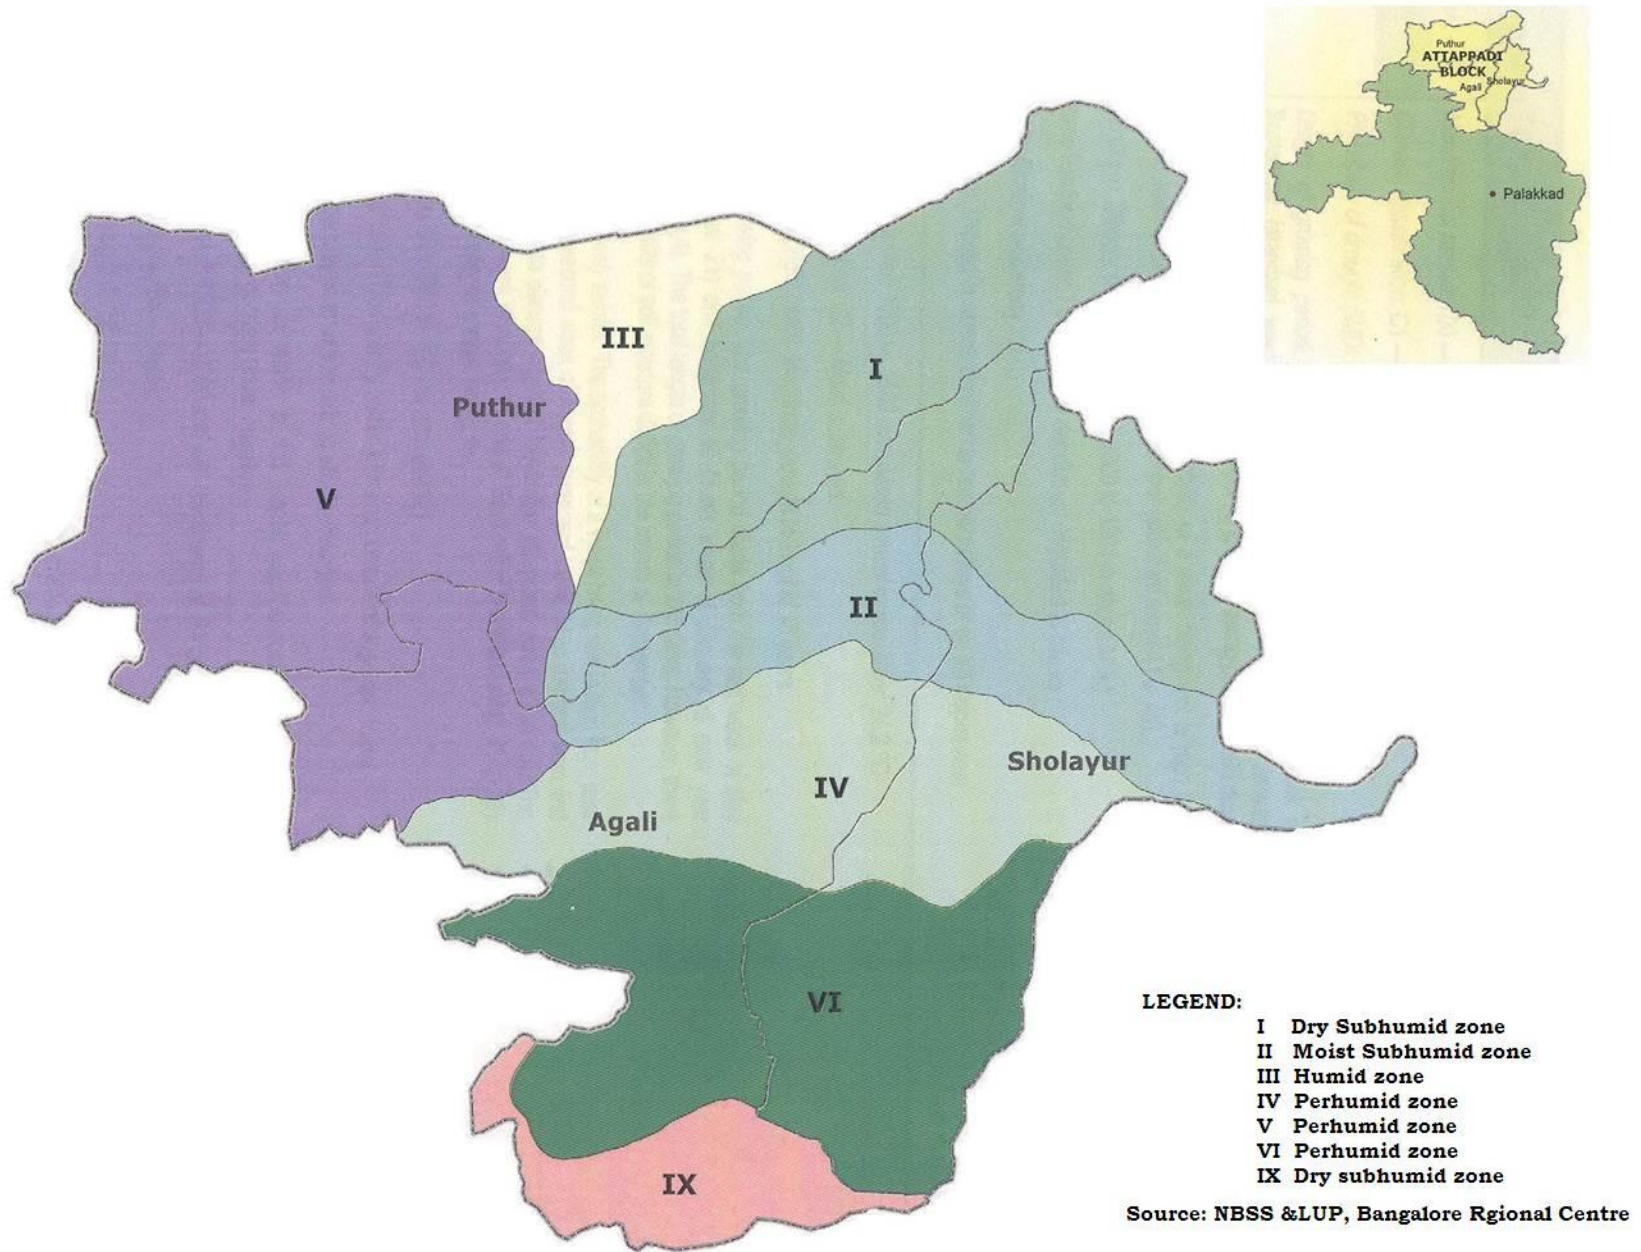 Puthur
ATTAPPADI
BLOCK
Sholayur
Agali
Palakkad
III
I
Puthur
V
II
Sholayur
IV
Agali
VI
IX
LEGEND:
I Dry Subhumid zone
II Moist Subhumid zone
III Humid zone
IV Perhumid zone
V Perhumid zone
VI Perhumid zone
IX Dry subhumid zone
Source: NBSS &LUP, Bangalore Rgional Centre